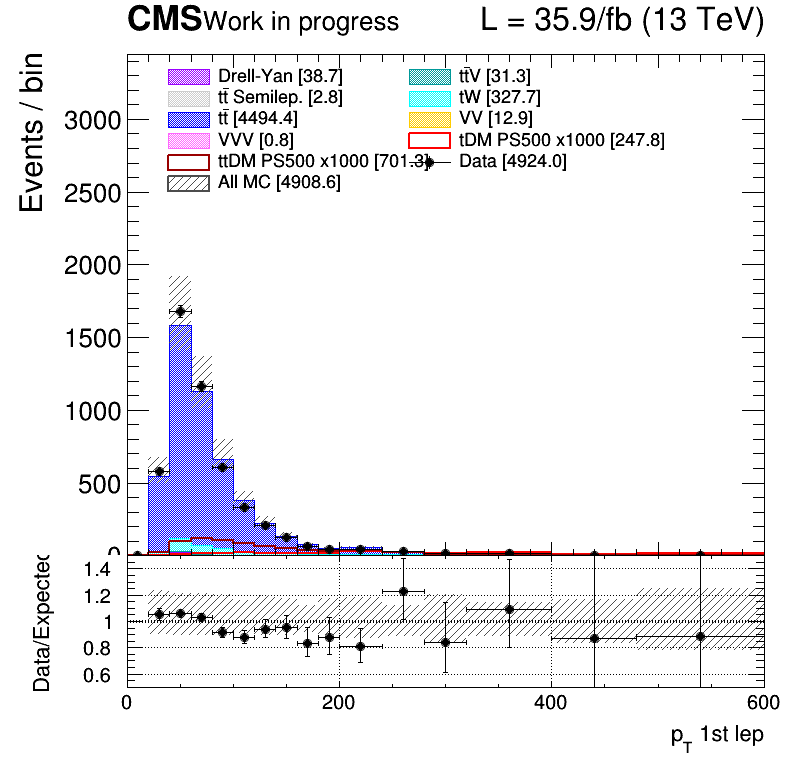 CMS Work in progress L = 35.9/fb (13 TeV)
Events / bin
Drell-Yan [38.7] tt̄V [31.3]
tt̄ Semilep. [2.8] tW [327.7]
tt̄ [4494.4] VV [12.9]
VVV [0.8] tDM PS500 x1000 [247.8]
ttDM PS500 x1000 [701.3] Data [4924.0]
All MC [4908.6]
3000
2500
2000
1500
1000
500
0
Data/Expected
1.4
1.2
1
0.8
0.6
0 200 400 600
p_T 1st lep